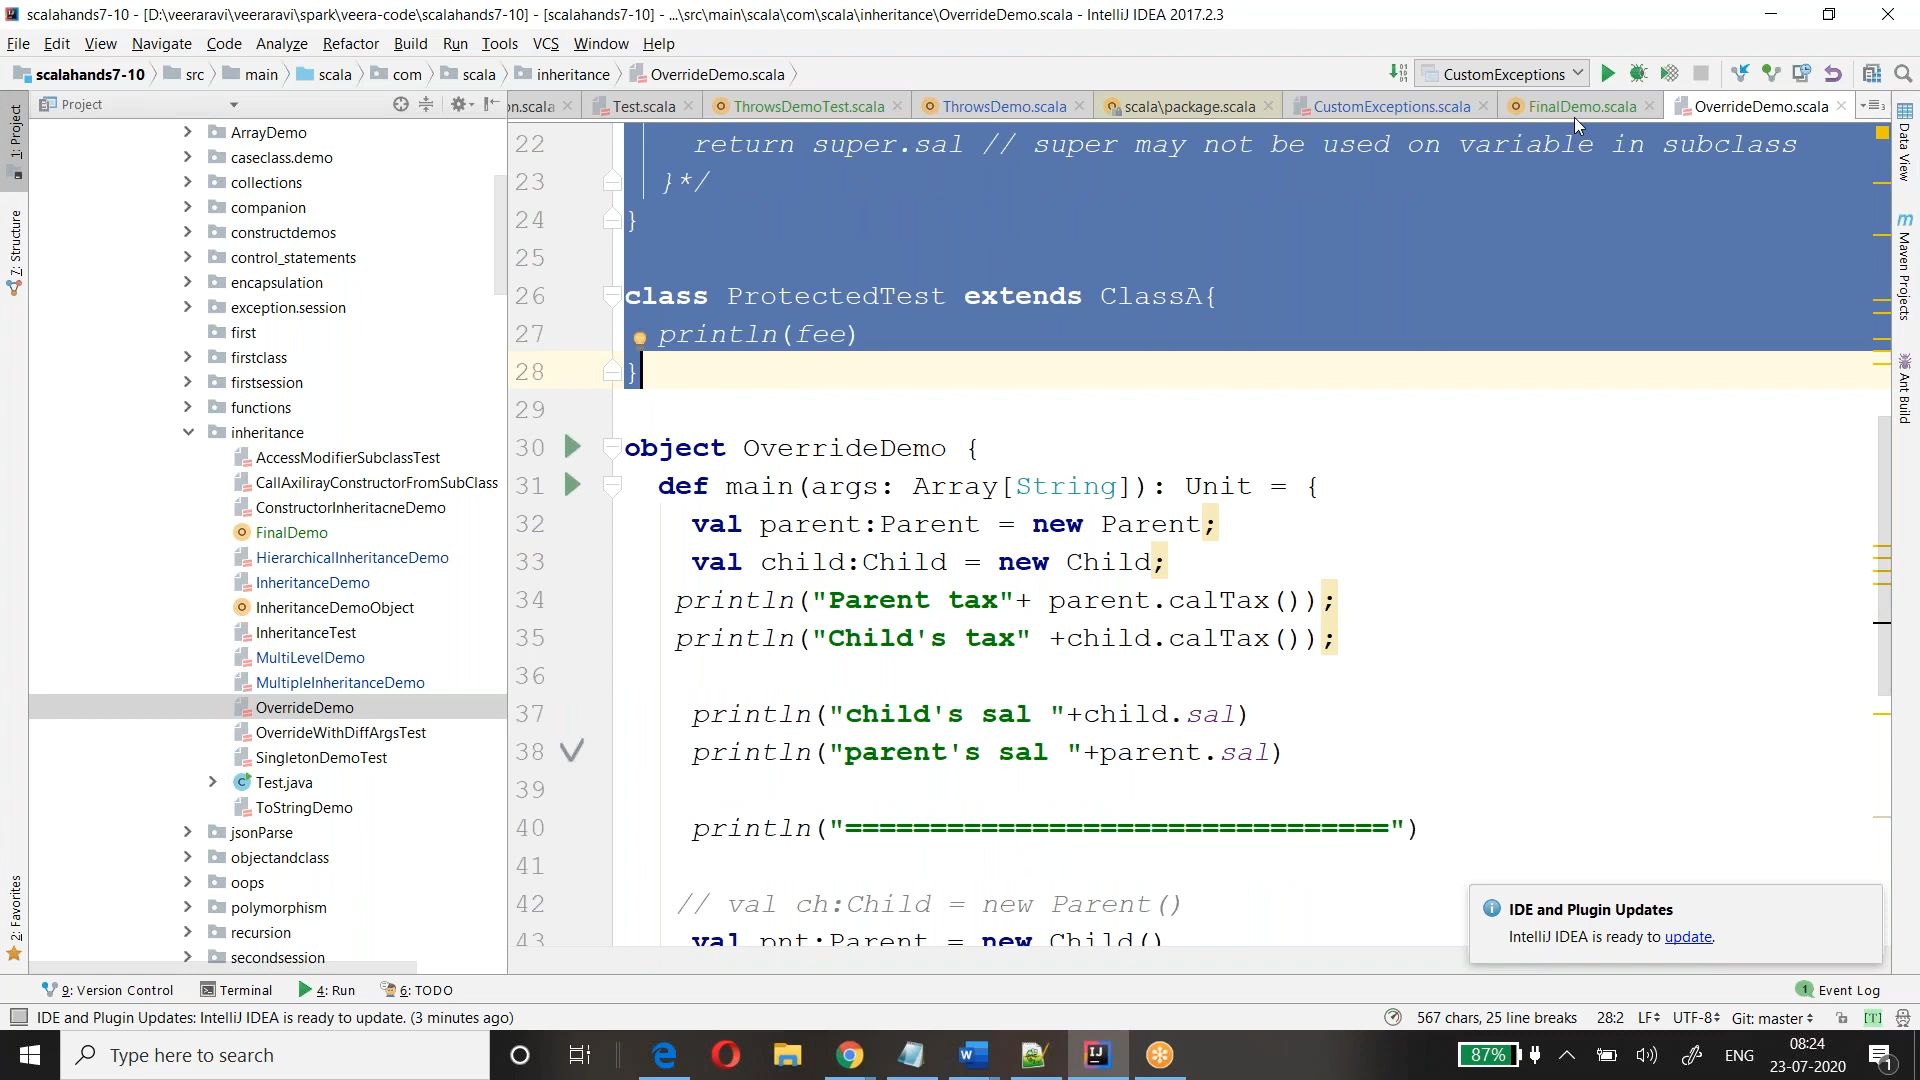 scalahands7-10 - [D:\veeraravi\veeraravi\spark\veera-code\scalahands7-10] - [scalahands7-10] - ...\src\main\scala\com\scala\inheritance\OverrideDemo.scala - IntelliJ IDEA 2017.2.3
File Edit View Navigate Code Analyze Refactor Build Run Tools VCS Window Help
scalahands7-10 src main scala com scala inheritance OverrideDemo.scala CustomExceptions
Project on.scala Test.scala ThrowsDemoTest.scala ThrowsDemo.scala scala\package.scala CustomExceptions.scala FinalDemo.scala OverrideDemo.scala
1: Project
7: Structure
2: Favorites
ArrayDemo
caseclass.demo
collections
companion
constructdemos
control_statements
encapsulation
exception.session
first
firstclass
firstsession
functions
inheritance
AccessModifierSubclassTest
CallAxilirayConstructorFromSubClass
ConstructorInheritacneDemo
FinalDemo
HierarchicalInheritanceDemo
InheritanceDemo
InheritanceDemoObject
InheritanceTest
MultiLevelDemo
MultipleInheritanceDemo
OverrideDemo
OverrideWithDiffArgsTest
SingletonDemoTest
Test.java
ToStringDemo
jsonParse
objectandclass
oops
polymorphism
recursion
secondsession
22 return super.sal // super may not be used on variable in subclass
23 }*/
24 }
25
26 class ProtectedTest extends ClassA{
27 println(fee)
28 }
29
30 object OverrideDemo {
31 def main(args: Array[String]): Unit = {
32 val parent:Parent = new Parent;
33 val child:Child = new Child;
34 println("Parent tax"+ parent.calTax());
35 println("Child's tax" +child.calTax());
36
37 println("child's sal "+child.sal)
38 println("parent's sal "+parent.sal)
39
40 println("================================")
41
42 // val ch:Child = new Parent()
43 val pnt:Parent = new Child()
Data View
Maven Projects
Ant Build
IDE and Plugin Updates
IntelliJ IDEA is ready to update.
9: Version Control Terminal 4: Run 6: TODO 1 Event Log
IDE and Plugin Updates: IntelliJ IDEA is ready to update. (3 minutes ago) 567 chars, 25 line breaks 28:2 LF UTF-8 Git: master [T]
Type here to search 87% ENG 08:24
23-07-2020 1